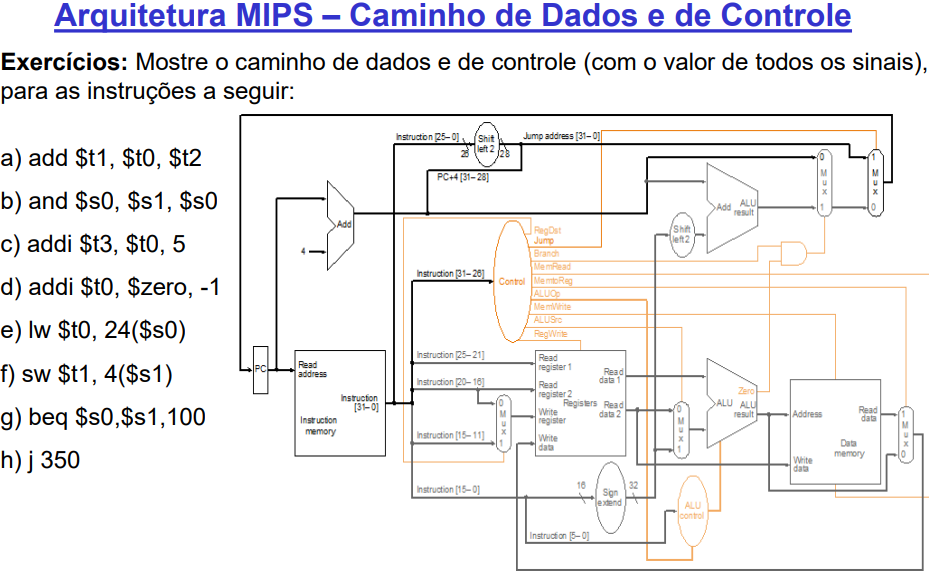 Arquitetura MIPS – Caminho de Dados e de Controle
Exercícios: Mostre o caminho de dados e de controle (com o valor de todos os sinais),
para as instruções a seguir:
a) add $t1, $t0, $t2
b) and $s0, $s1, $s0
c) addi $t3, $t0, 5
d) addi $t0, $zero, -1
e) lw $t0, 24($s0)
f) sw $t1, 4($s1)
g) beq $s0,$s1,100
h) j 350
Instruction [25–0]
26
Shift
left 2
28
Jump address [31–0]
PC+4 [31–28]
Add
4
0
M
u
x
1
1
M
u
x
0
Add
ALU
result
Shift
left 2
RegDst
Jump
Branch
MemRead
MemtoReg
ALUOp
MemWrite
ALUSrc
RegWrite
Control
Instruction [31–26]
PC
Read
address
Instruction
[31–0]
Instruction
memory
Instruction [25–21]
Instruction [20–16]
Instruction [15–11]
Instruction [15–0]
0
M
u
x
1
Read
register 1
Read
register 2
Write
register
Write
data
Registers
Read
data 1
Read
data 2
0
M
u
x
1
Zero
ALU
ALU
result
Address
Write
data
Read
data
Data
memory
1
M
u
x
0
16
Sign
extend
32
ALU
control
Instruction [5–0]